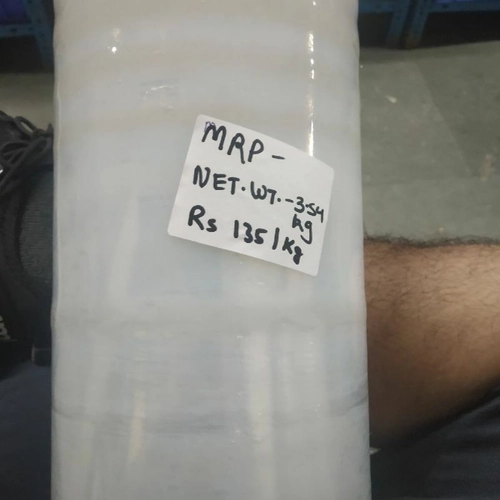 MRP -
NET. WT. - 3.54
kg
Rs 135/kg